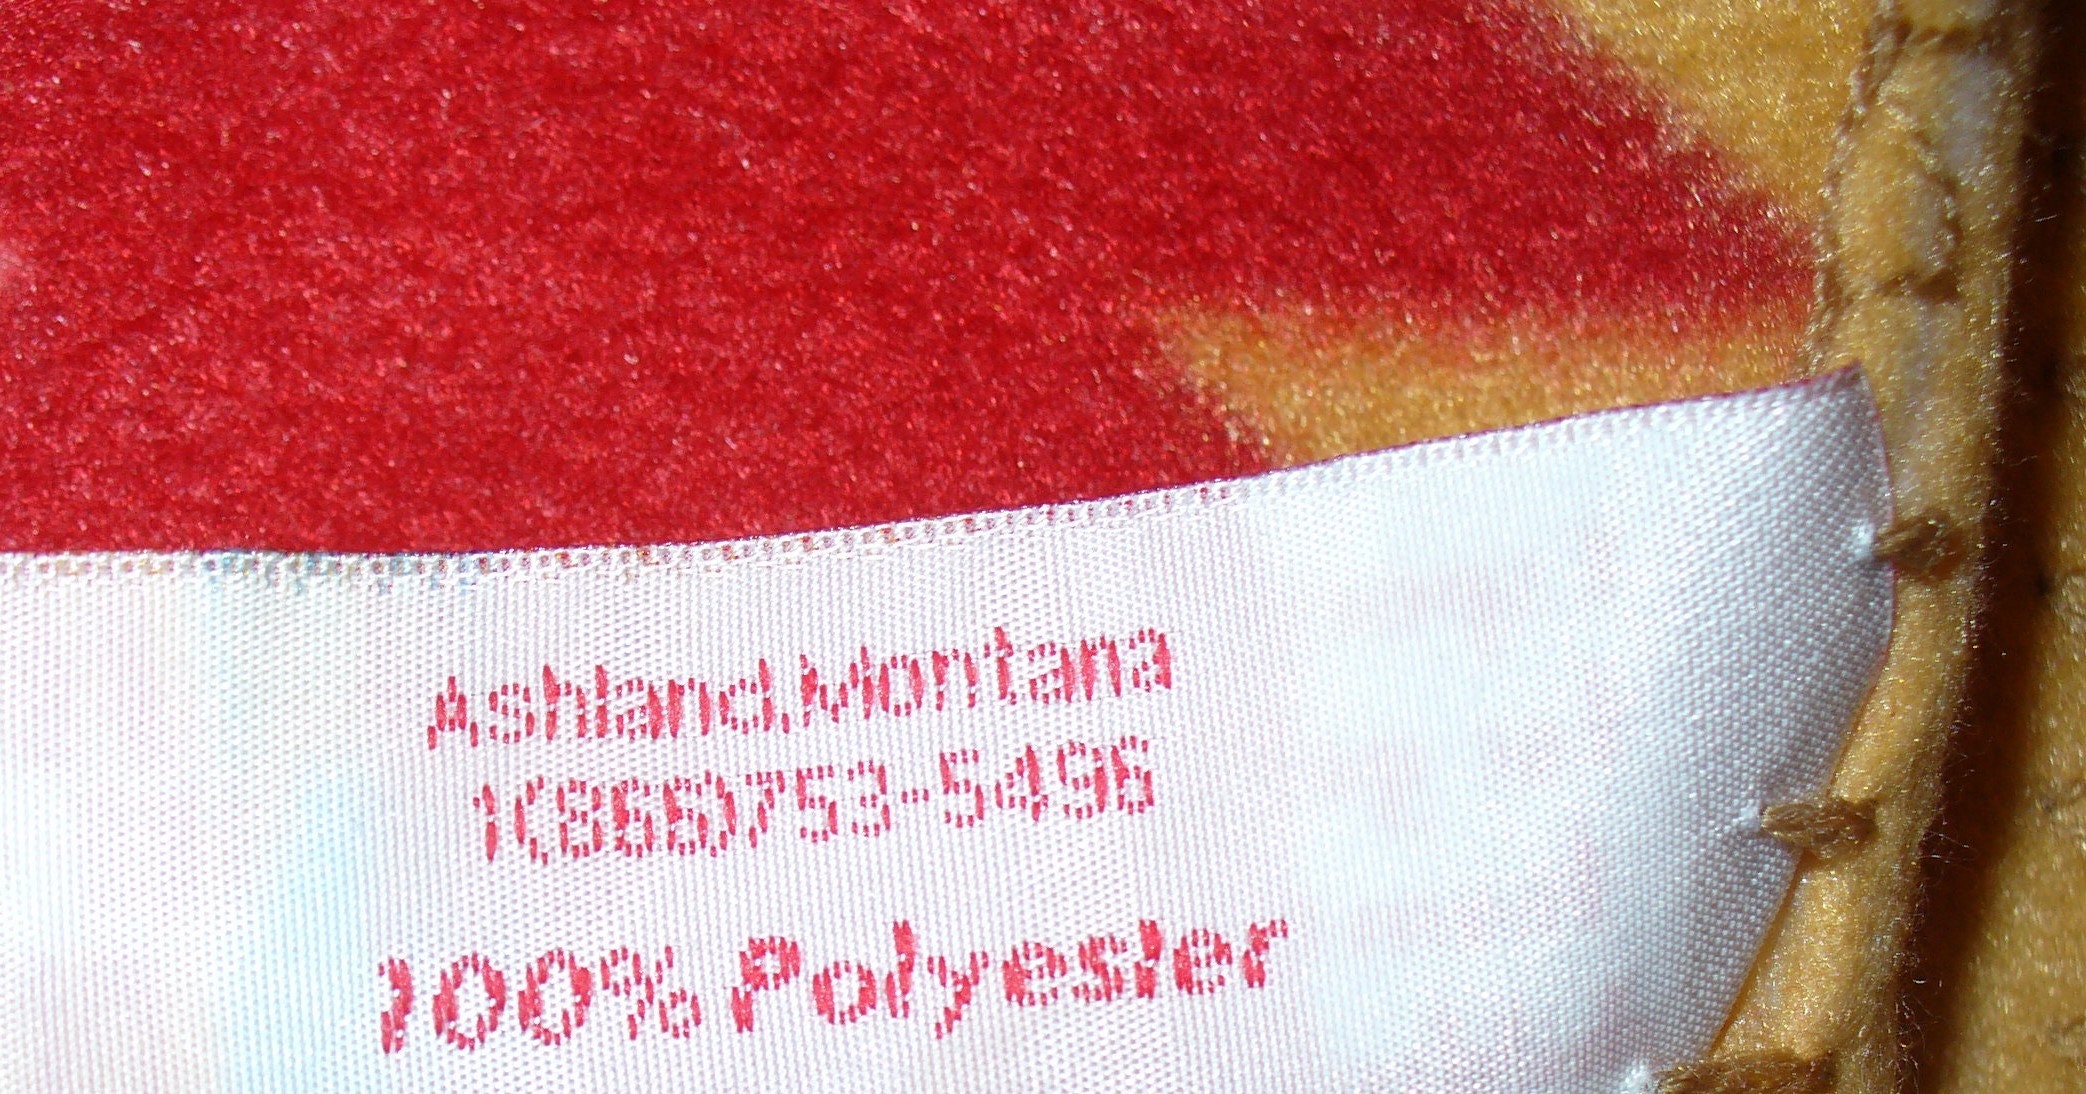 Ashland,Montana
1(866)753-5496
100% Polyester